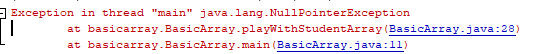 Exception in thread "main" java.lang.NullPointerException
at basicarray.BasicArray.playWithStudentArray(BasicArray.java:28)
at basicarray.BasicArray.main(BasicArray.java:11)